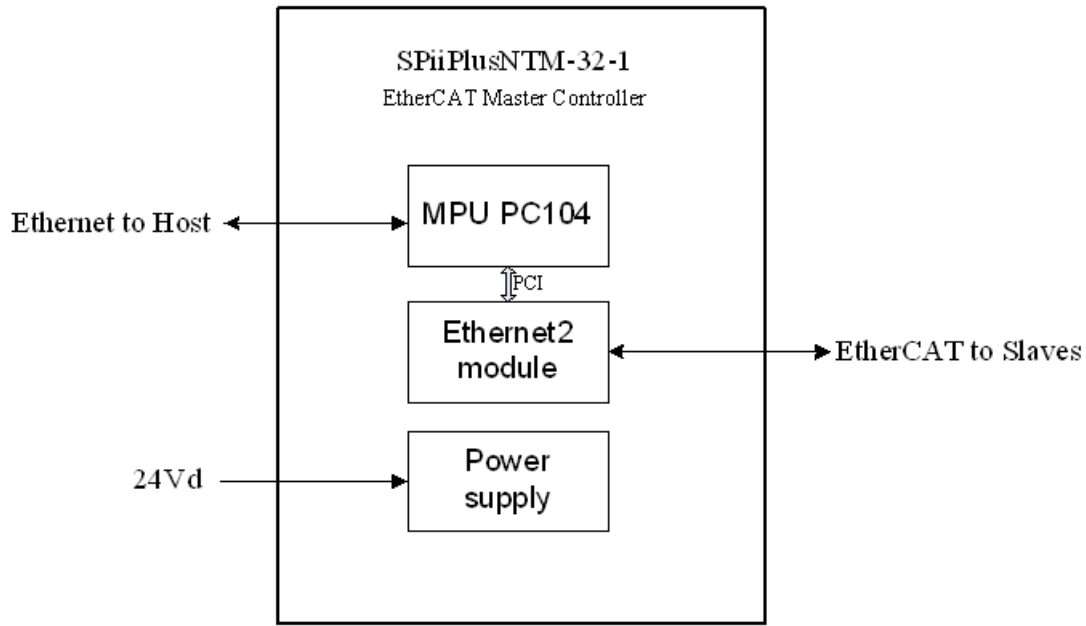 SPiiPlusNTM-32-1
EtherCAT Master Controller
MPU PC104
Ethernet to Host
PCI
Ethernet2
module
EtherCAT to Slaves
Power
supply
24Vd